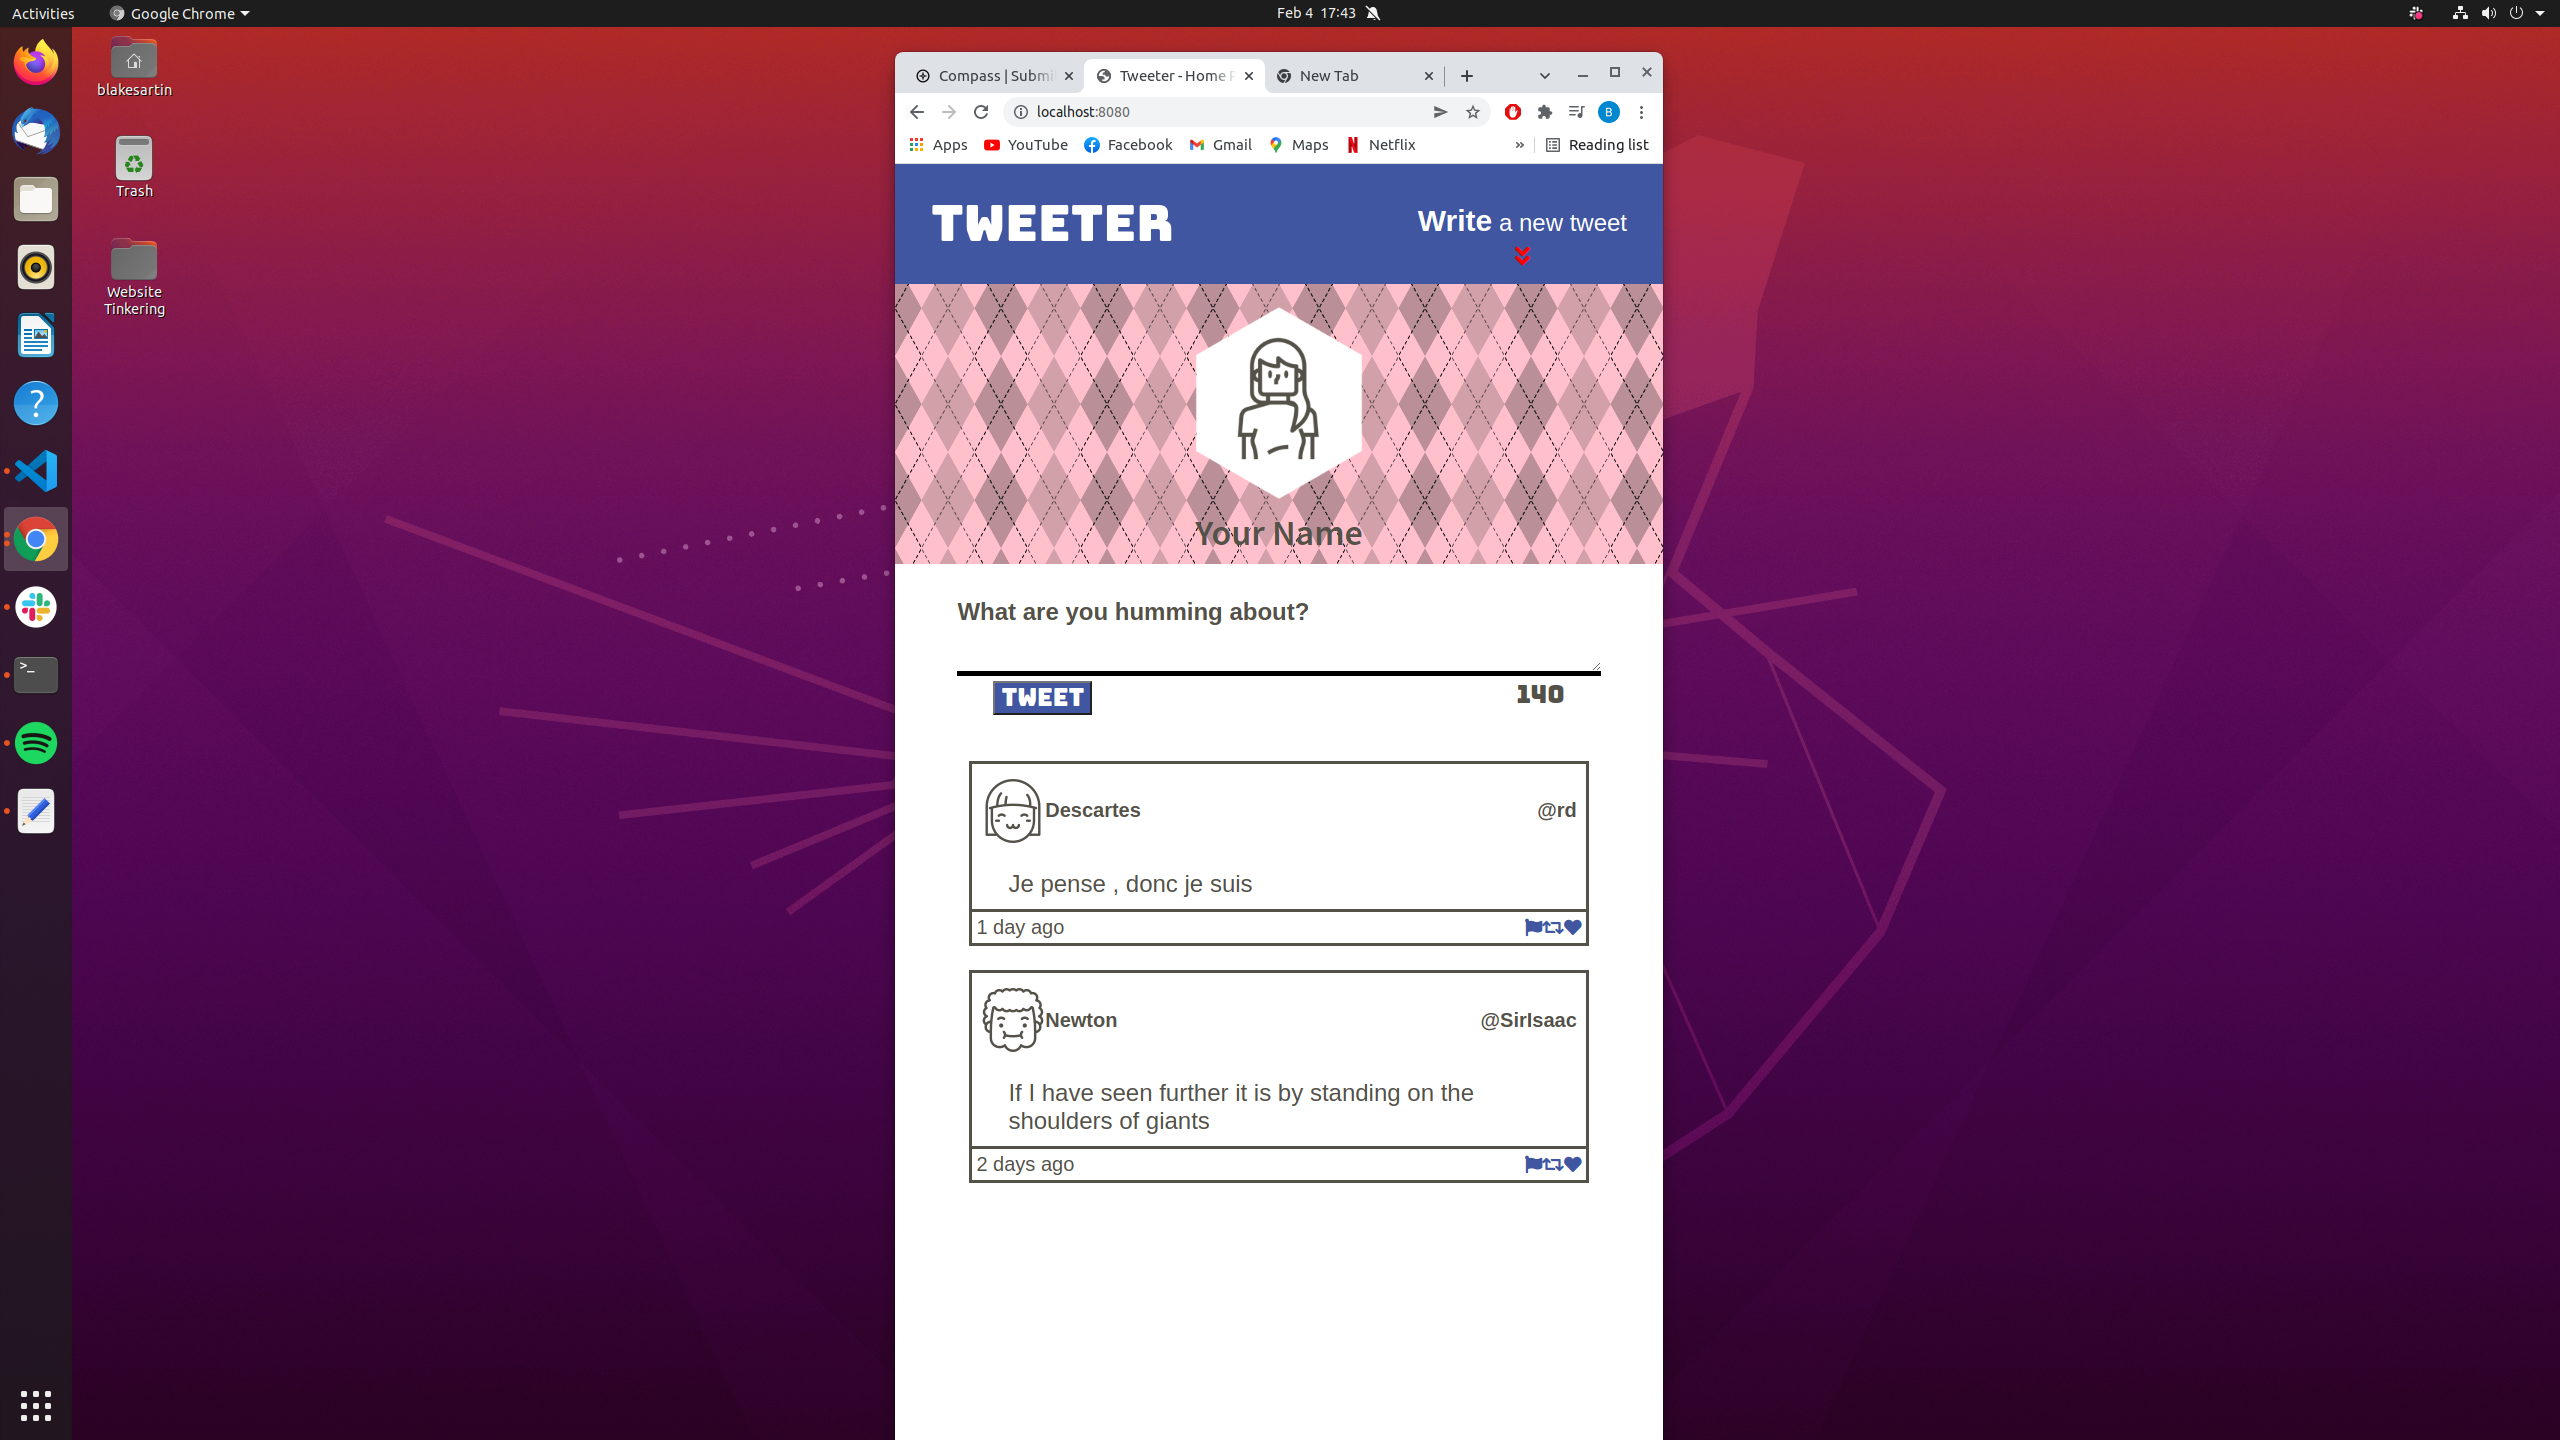 Activities
Google Chrome
Feb 4 17:43
blakesartin
Trash
Website
Tinkering
Compass | Submi
Tweeter - Home P
New Tab
localhost:8080
B
Apps
YouTube
Facebook
Gmail
Maps
Netflix
»
Reading list
TWEETER
Write a new tweet
Your Name
What are you humming about?
TWEET
140
Descartes
@rd
Je pense , donc je suis
1 day ago
Newton
@SirIsaac
If I have seen further it is by standing on the
shoulders of giants
2 days ago